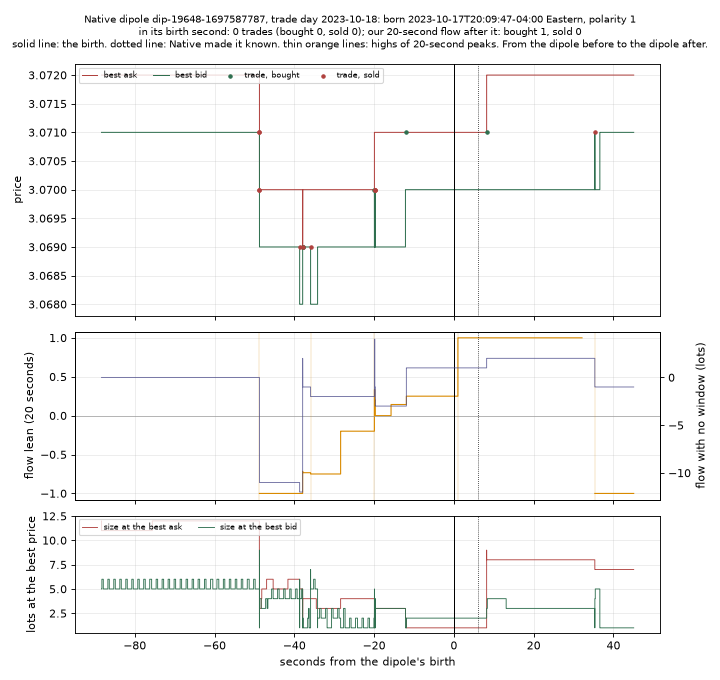 Native dipole dip-19648-1697587787, trade day 2023-10-18: born 2023-10-17T20:09:47-04:00 Eastern, polarity 1
in its birth second: 0 trades (bought 0, sold 0); our 20-second flow after it: bought 1, sold 0
solid line: the birth. dotted line: Native made it known. thin orange lines: highs of 20-second peaks. From the dipole before to the dipole after.
best ask
best bid
trade, bought
trade, sold
3.0720
3.0715
3.0710
3.0705
3.0700
3.0695
3.0690
3.0685
3.0680
price
1.0
0.5
0.0
−0.5
−1.0
flow lean (20 seconds)
0
−5
−10
flow with no window (lots)
size at the best ask
size at the best bid
12.5
10.0
7.5
5.0
2.5
lots at the best price
−80
−60
−40
−20
0
20
40
seconds from the dipole's birth